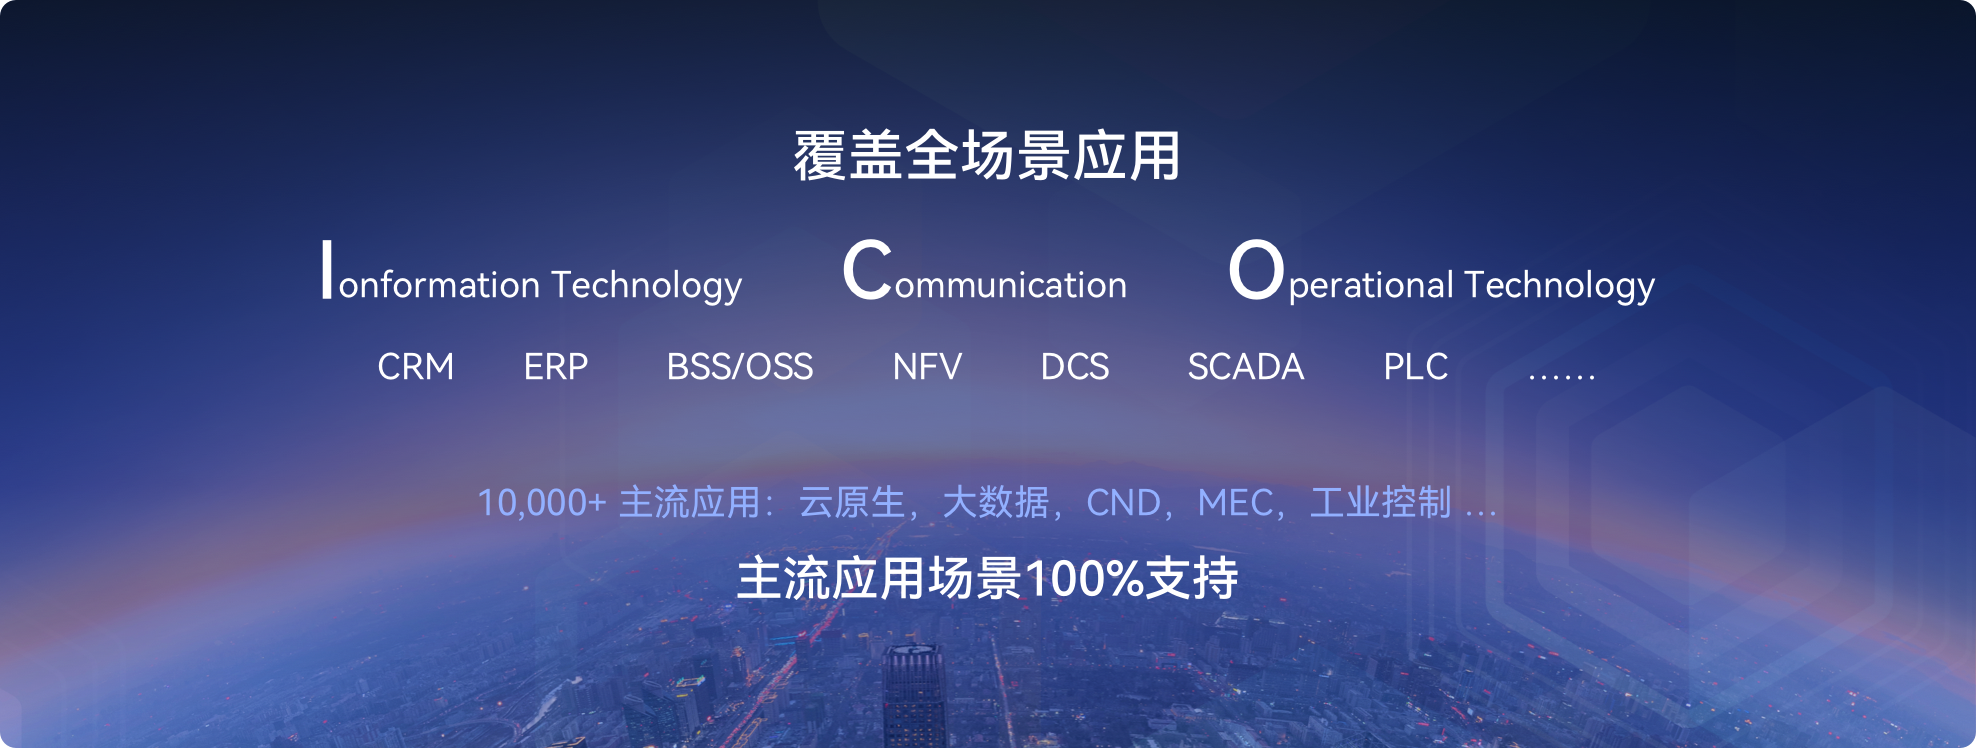 覆盖全场景应用
Ionformation Technology Communication Operational Technology
CRM ERP BSS/OSS NFV DCS SCADA PLC ……
10,000+ 主流应用：云原生，大数据，CND，MEC，工业控制 …
主流应用场景100%支持